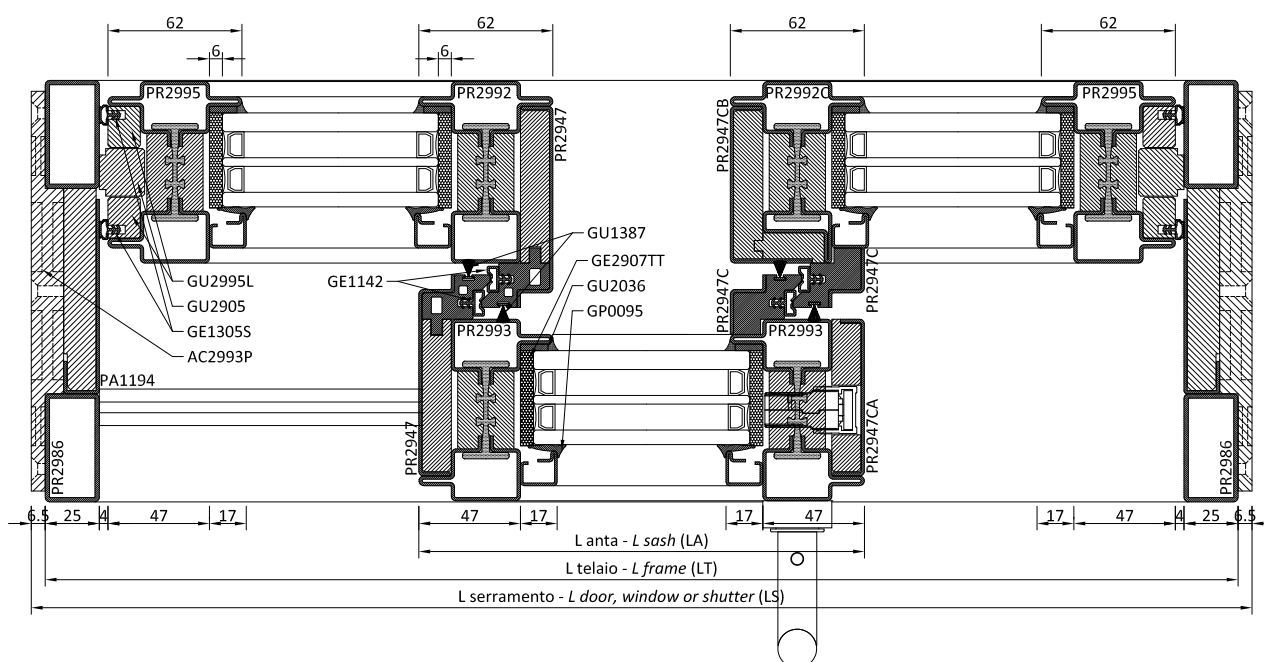 62 62 62 62
6 6
PR2995 PR2992 PR2992C PR2995
PR2947
PR2947CB
GU1387
GE2907TT
GU2036
GP0095
GE1142
GU2995L
GU2905
GE1305S
AC2993P
PR2947C
PR2947C
PR2993 PR2993
PA1194
PR2986
PR2947
PR2947CA
PR2986
6.5 25 4 47 17 47 17 17 47 17 47 4 25 6.5
L anta - L sash (LA)
L telaio - L frame (LT)
L serramento - L door, window or shutter (LS)